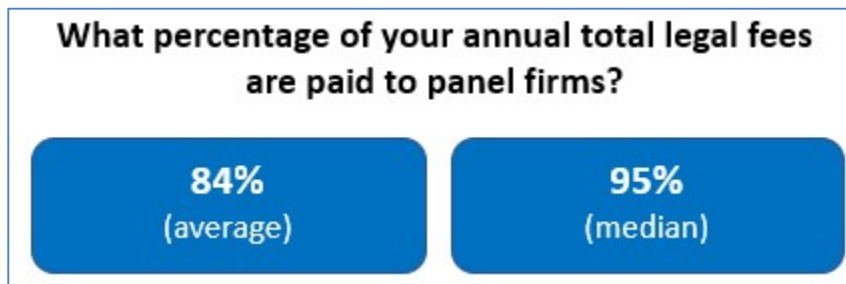 What percentage of your annual total legal fees
are paid to panel firms?
84%
(average)
95%
(median)